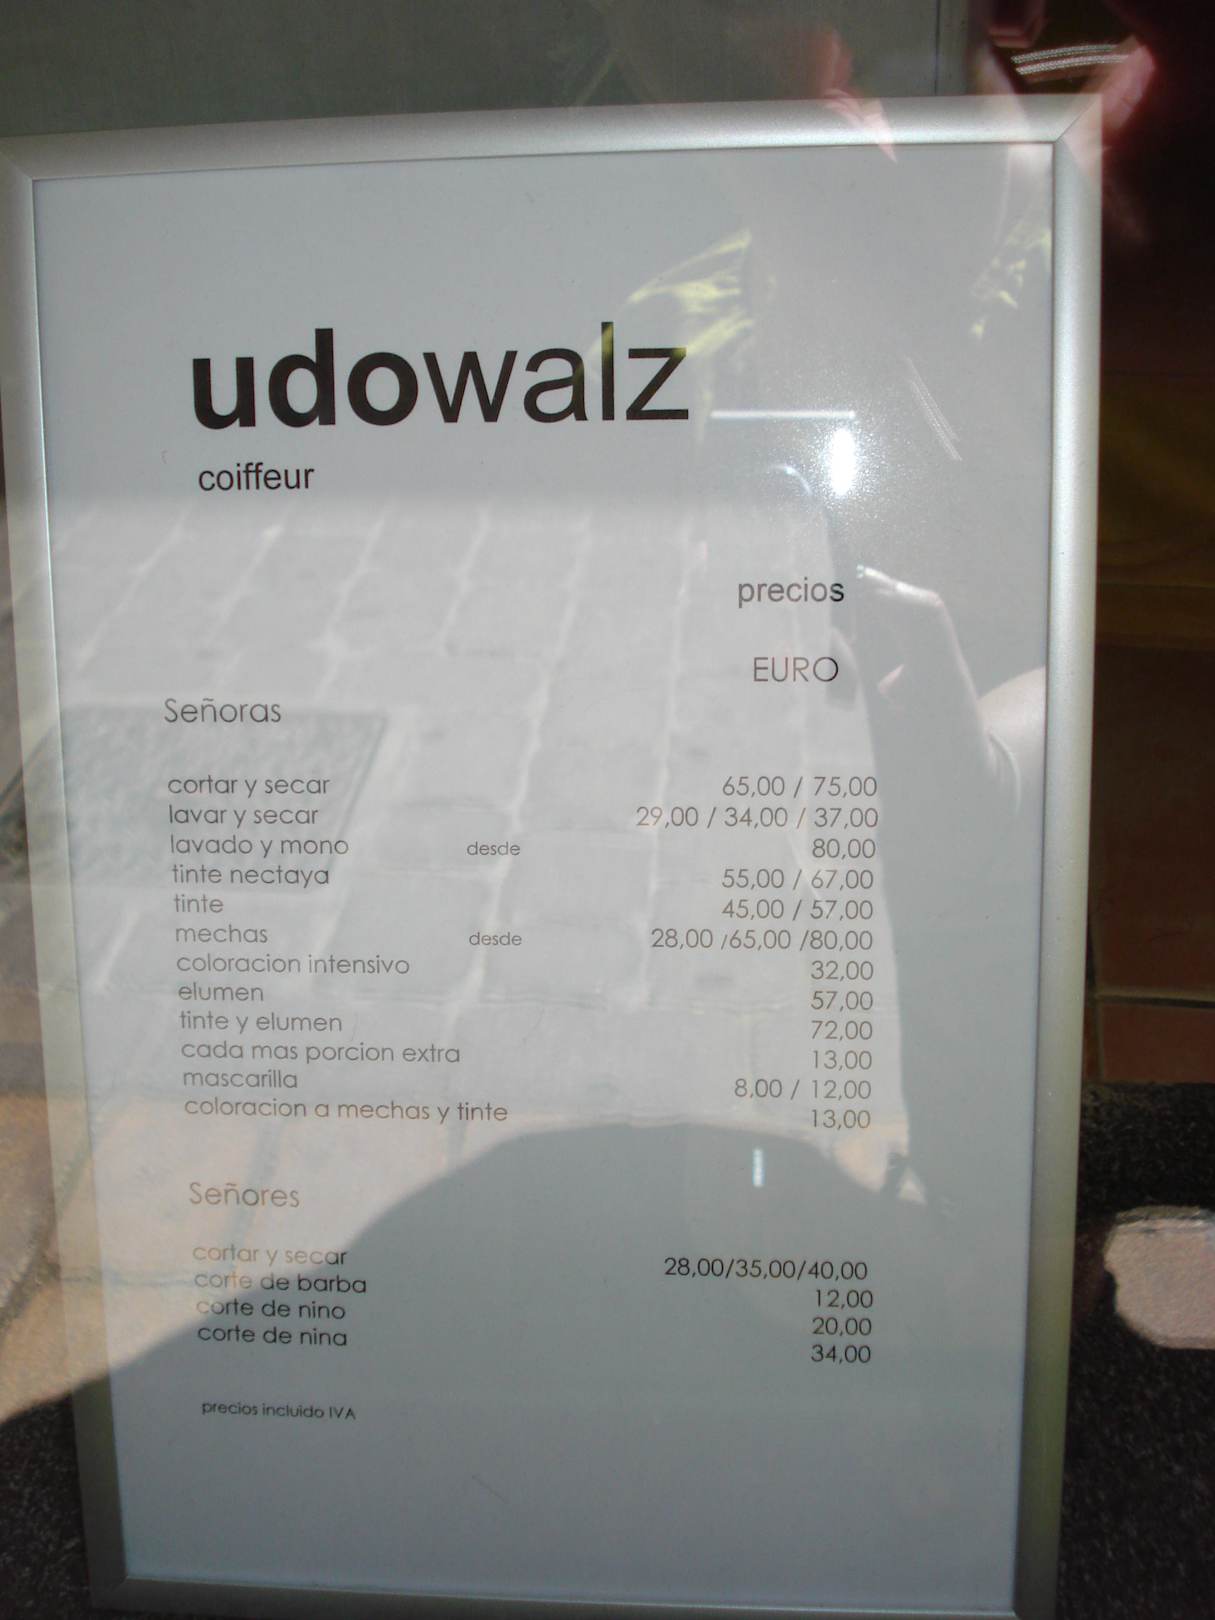 udowalz
coiffeur
precios
EURO
Señoras
cortar y secar 65,00 / 75,00
lavar y secar 29,00 / 34,00 / 37,00
lavado y mono desde 80,00
tinte nectaya 55,00 / 67,00
tinte 45,00 / 57,00
mechas desde 28,00 /65,00 /80,00
coloracion intensivo 32,00
elumen 57,00
tinte y elumen 72,00
cada mas porcion extra 13,00
mascarilla 8,00 / 12,00
coloracion a mechas y tinte 13,00
Señores
cortar y secar 28,00/35,00/40,00
corte de barba 12,00
corte de nino 20,00
corte de nina 34,00
precios incluido IVA